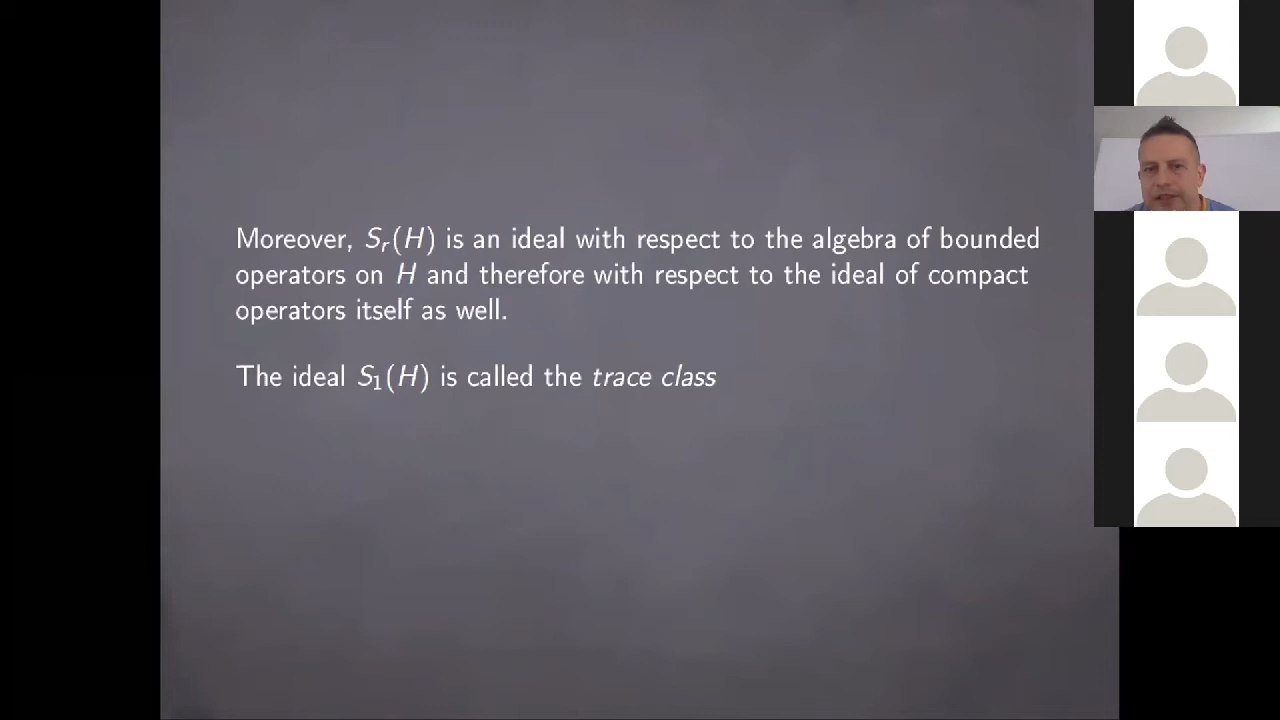 Moreover, S_r(H) is an ideal with respect to the algebra of bounded
operators on H and therefore with respect to the ideal of compact
operators itself as well.
The ideal S_1(H) is called the trace class